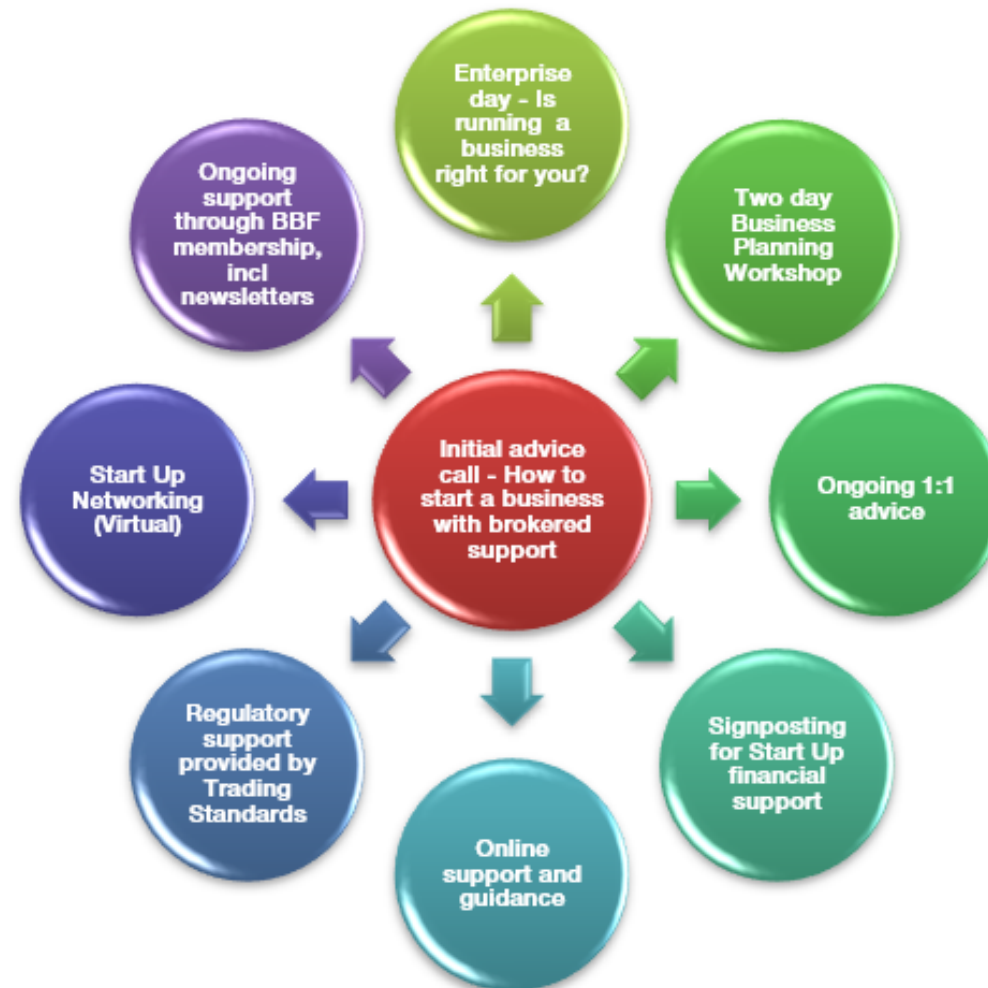 Enterprise
day - Is
running a
business
right for you?
Two day
Business
Planning
Workshop
Ongoing 1:1
advice
Signposting
for Start Up
financial
support
Online
support and
guidance
Regulatory
support
provided by
Trading
Standards
Start Up
Networking
(Virtual)
Ongoing
support
through BBF
membership,
incl
newsletters
Initial advice
call - How to
start a business
with brokered
support